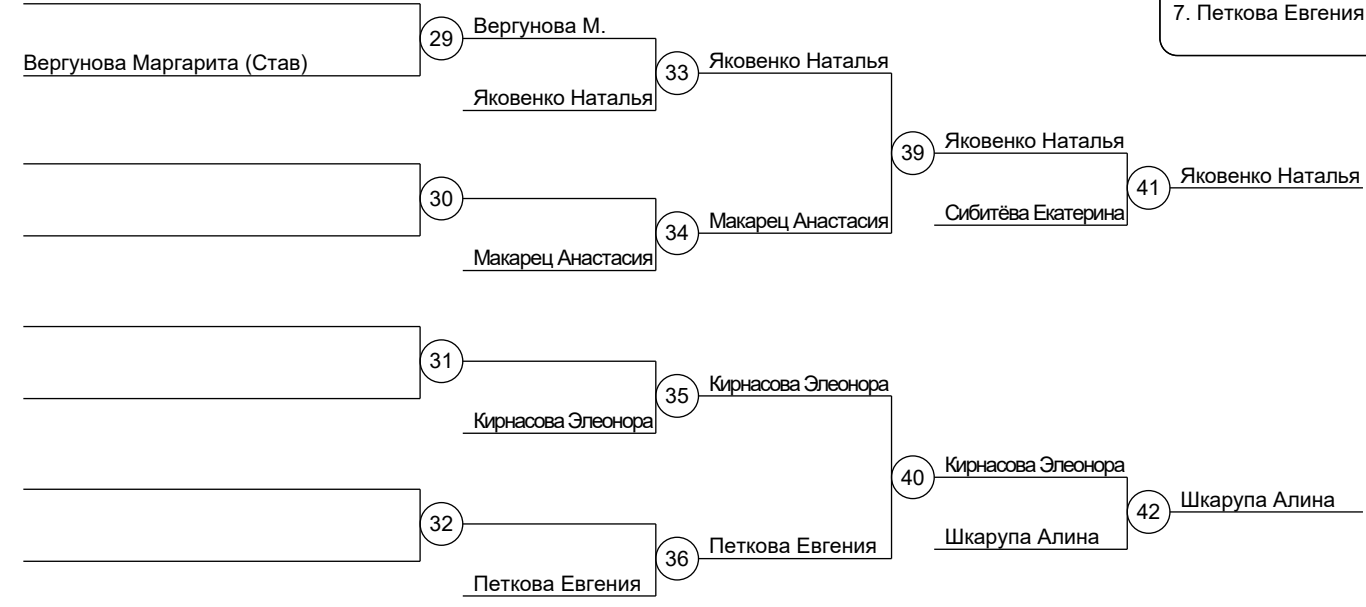 7. Петкова Евгения
Вергунова М.
29
Вергунова Маргарита (Став)
Яковенко Наталья
33
Яковенко Наталья
Яковенко Наталья
39
Яковенко Наталья
41
30
Сибитёва Екатерина
Макарец Анастасия
34
Макарец Анастасия
31
Кирнасова Элеонора
35
Кирнасова Элеонора
Кирнасова Элеонора
40
Шкарупа Алина
42
32
Шкарупа Алина
Петкова Евгения
36
Петкова Евгения